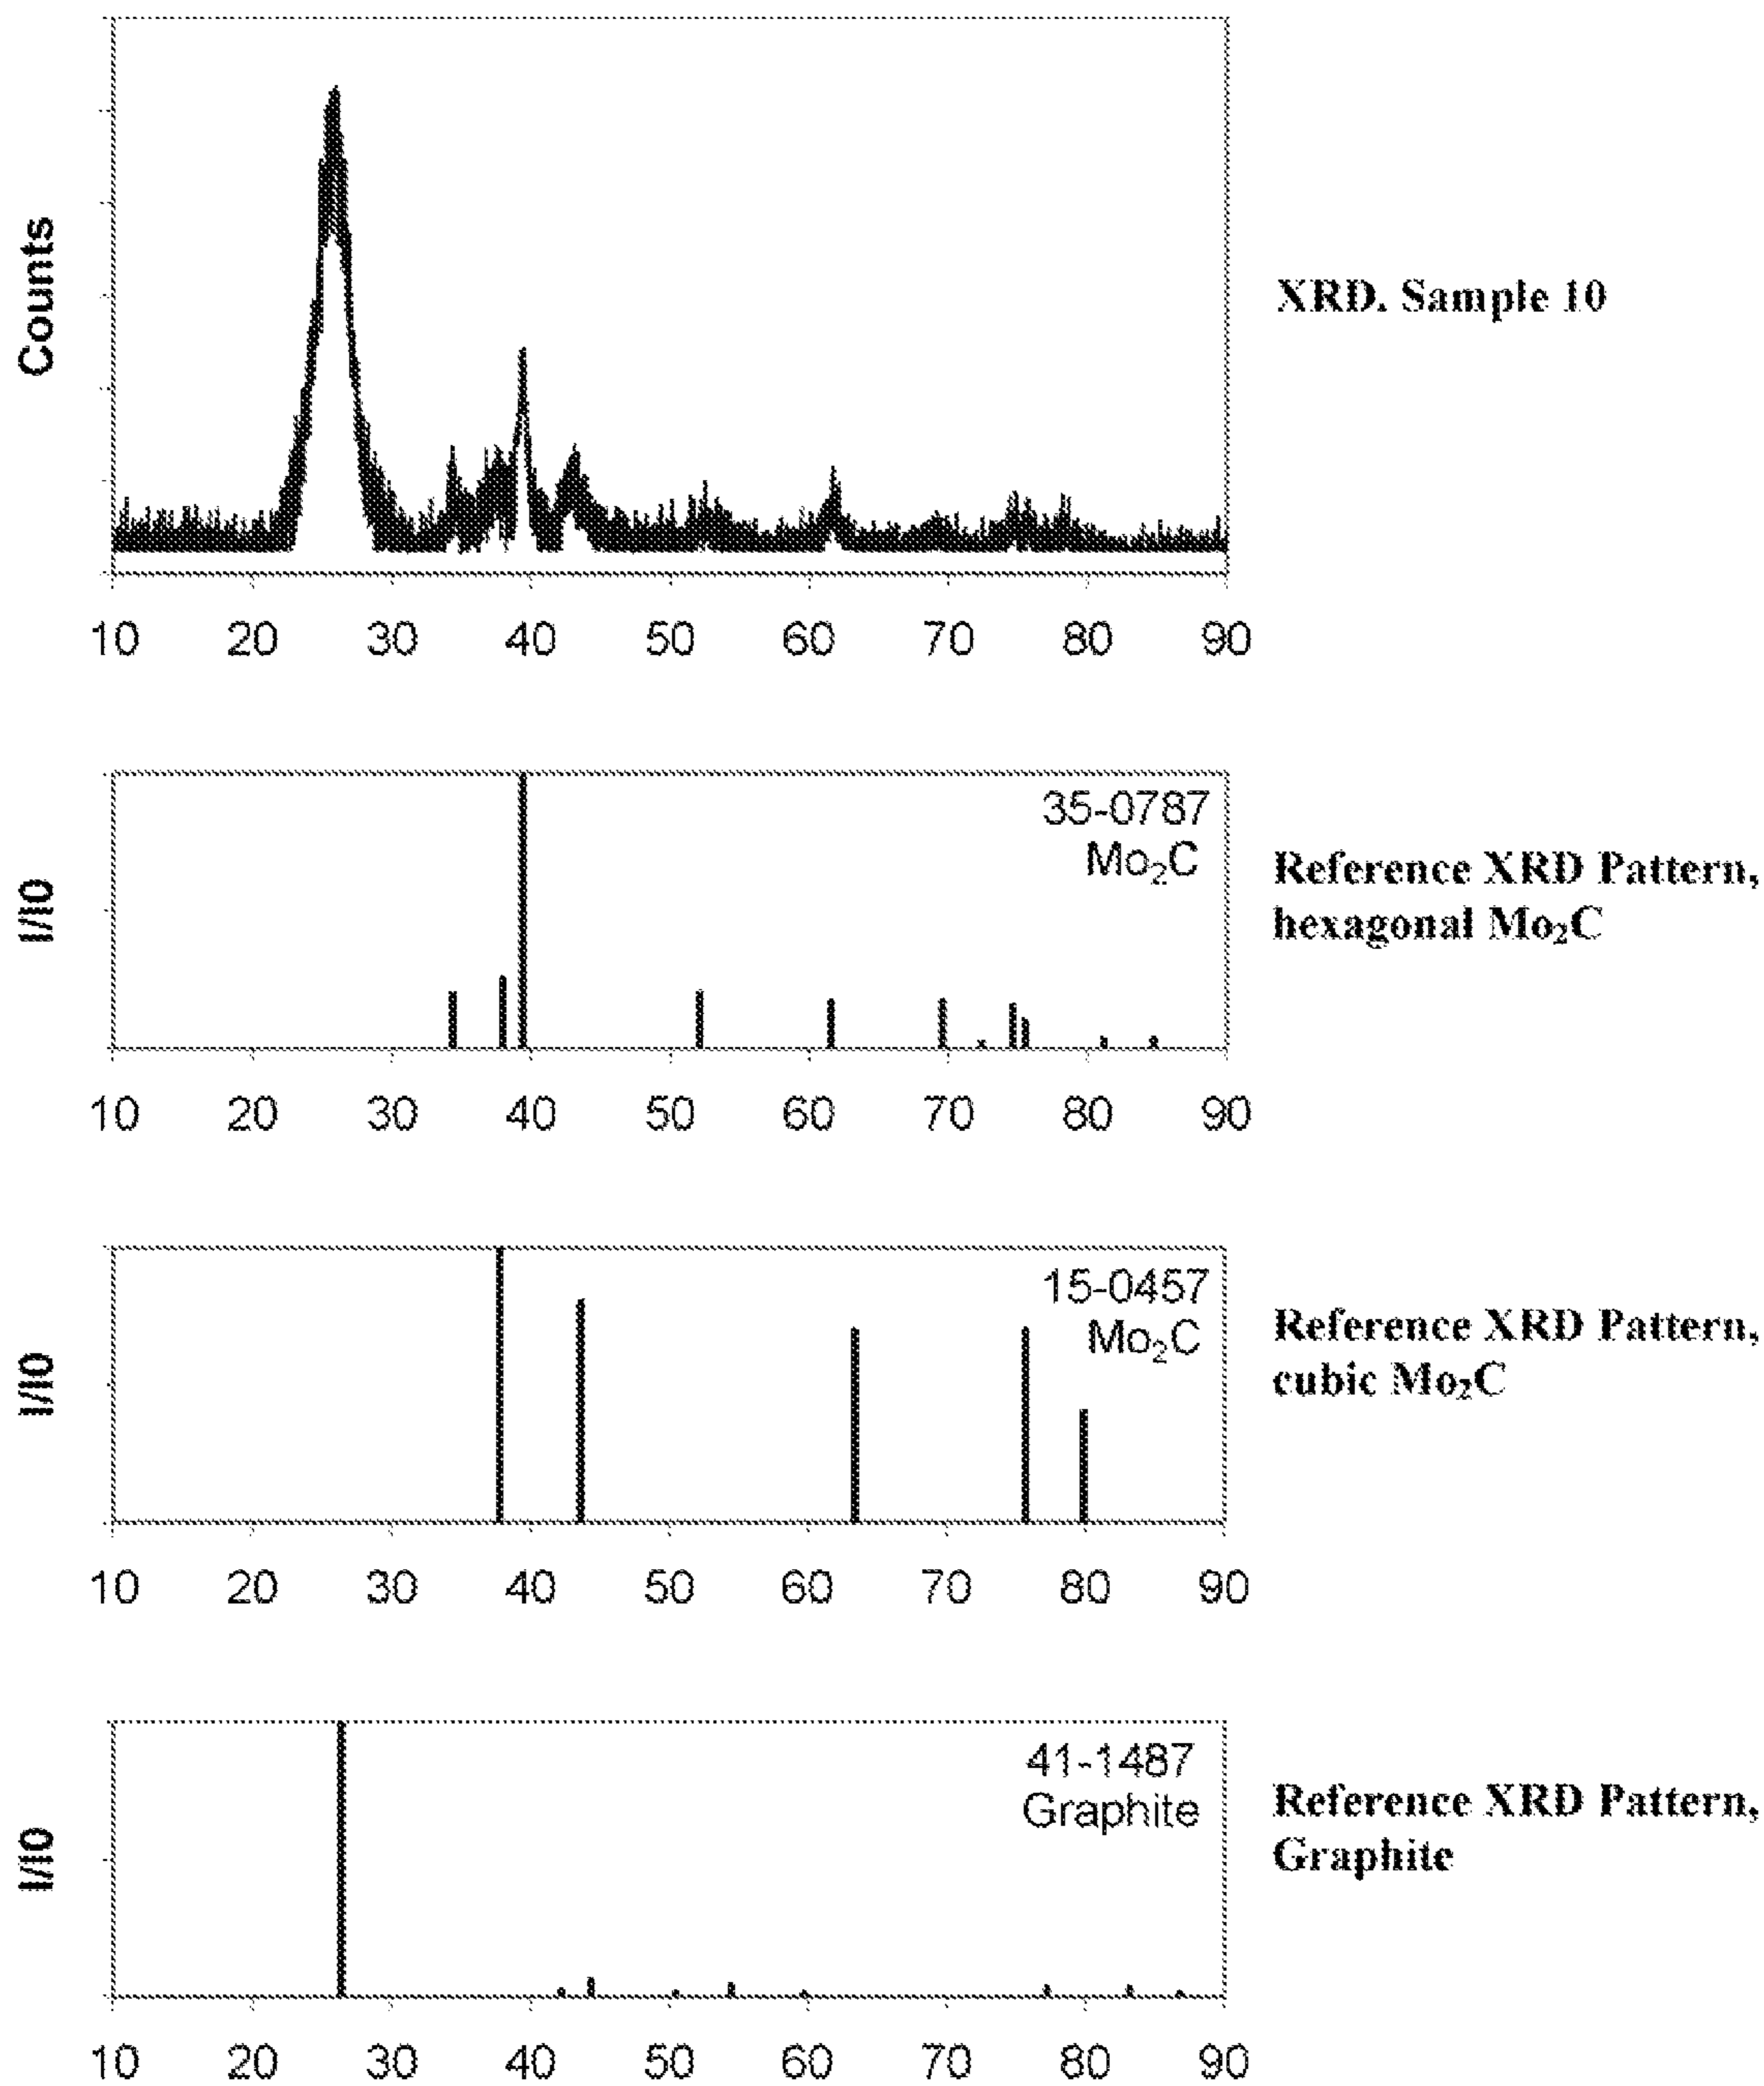 Counts
XRD. Sample 10
10 20 30 40 50 60 70 80 90
I/I0
35-0787
Mo₂C
Reference XRD Pattern,
hexagonal Mo₂C
10 20 30 40 50 60 70 80 90
I/I0
15-0457
Mo₂C
Reference XRD Pattern,
cubic Mo₂C
10 20 30 40 50 60 70 80 90
I/I0
41-1487
Graphite
Reference XRD Pattern,
Graphite
10 20 30 40 50 60 70 80 90